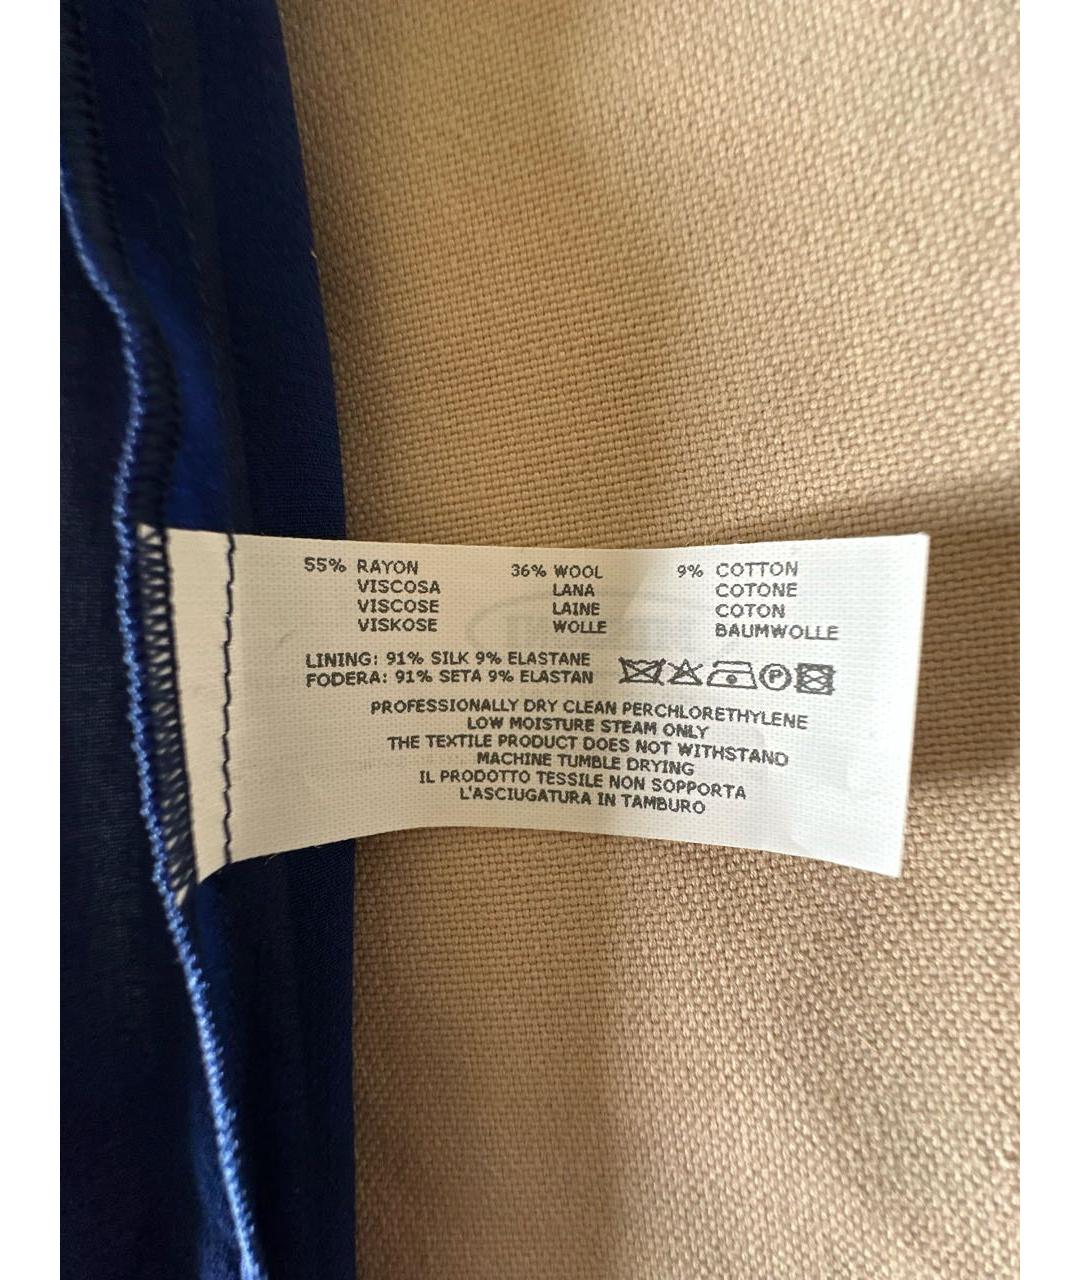 55% RAYON 36% WOOL 9% COTTON
VISCOSA LANA COTONE
VISCOSE LAINE COTON
VISKOSE WOLLE BAUMWOLLE
LINING: 91% SILK 9% ELASTANE
FODERA: 91% SETA 9% ELASTAN
P
PROFESSIONALLY DRY CLEAN PERCHLORETHYLENE
LOW MOISTURE STEAM ONLY
THE TEXTILE PRODUCT DOES NOT WITHSTAND
MACHINE TUMBLE DRYING
IL PRODOTTO TESSILE NON SOPPORTA
L'ASCIUGATURA IN TAMBURO